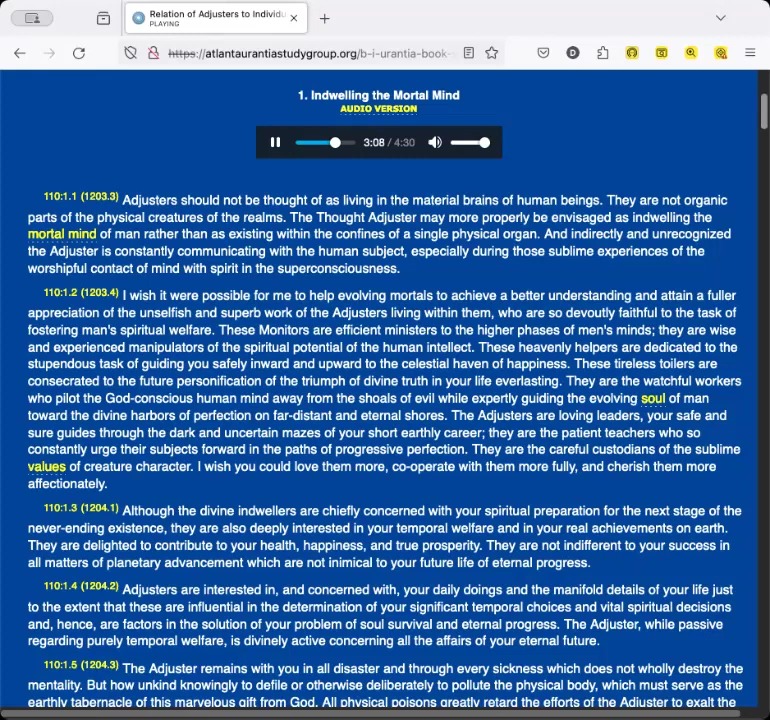 Relation of Adjusters to Individu
PLAYING
https://atlantaurantiastudygroup.org/b-i-urantia-book-
1. Indwelling the Mortal Mind
AUDIO VERSION
3:08 / 4:30
110:1.1 (1203.3) Adjusters should not be thought of as living in the material brains of human beings. They are not organic
parts of the physical creatures of the realms. The Thought Adjuster may more properly be envisaged as indwelling the
mortal mind of man rather than as existing within the confines of a single physical organ. And indirectly and unrecognized
the Adjuster is constantly communicating with the human subject, especially during those sublime experiences of the
worshipful contact of mind with spirit in the superconsciousness.
110:1.2 (1203.4) I wish it were possible for me to help evolving mortals to achieve a better understanding and attain a fuller
appreciation of the unselfish and superb work of the Adjusters living within them, who are so devoutly faithful to the task of
fostering man's spiritual welfare. These Monitors are efficient ministers to the higher phases of men's minds; they are wise
and experienced manipulators of the spiritual potential of the human intellect. These heavenly helpers are dedicated to the
stupendous task of guiding you safely inward and upward to the celestial haven of happiness. These tireless toilers are
consecrated to the future personification of the triumph of divine truth in your life everlasting. They are the watchful workers
who pilot the God-conscious human mind away from the shoals of evil while expertly guiding the evolving soul of man
toward the divine harbors of perfection on far-distant and eternal shores. The Adjusters are loving leaders, your safe and
sure guides through the dark and uncertain mazes of your short earthly career; they are the patient teachers who so
constantly urge their subjects forward in the paths of progressive perfection. They are the careful custodians of the sublime
values of creature character. I wish you could love them more, co-operate with them more fully, and cherish them more
affectionately.
110:1.3 (1204.1) Although the divine indwellers are chiefly concerned with your spiritual preparation for the next stage of the
never-ending existence, they are also deeply interested in your temporal welfare and in your real achievements on earth.
They are delighted to contribute to your health, happiness, and true prosperity. They are not indifferent to your success in
all matters of planetary advancement which are not inimical to your future life of eternal progress.
110:1.4 (1204.2) Adjusters are interested in, and concerned with, your daily doings and the manifold details of your life just
to the extent that these are influential in the determination of your significant temporal choices and vital spiritual decisions
and, hence, are factors in the solution of your problem of soul survival and eternal progress. The Adjuster, while passive
regarding purely temporal welfare, is divinely active concerning all the affairs of your eternal future.
110:1.5 (1204.3) The Adjuster remains with you in all disaster and through every sickness which does not wholly destroy the
mentality. But how unkind knowingly to defile or otherwise deliberately to pollute the physical body, which must serve as the
earthly tabernacle of this marvelous gift from God. All physical poisons greatly retard the efforts of the Adjuster to exalt the